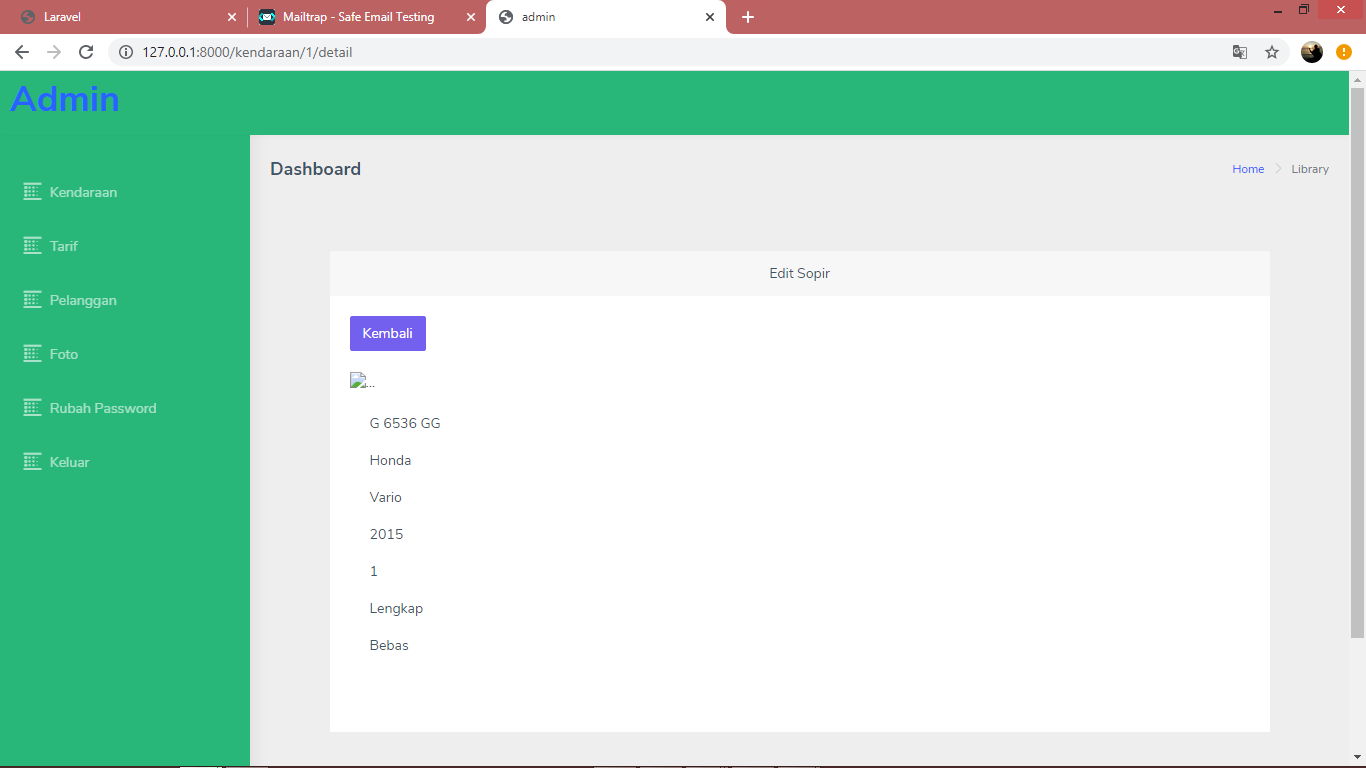 Laravel
Mailtrap - Safe Email Testing
admin
127.0.0.1:8000/kendaraan/1/detail
Admin
Dashboard
Home
Library
Kendaraan
Tarif
Pelanggan
Foto
Rubah Password
Keluar
Edit Sopir
Kembali
...
G 6536 GG
Honda
Vario
2015
1
Lengkap
Bebas